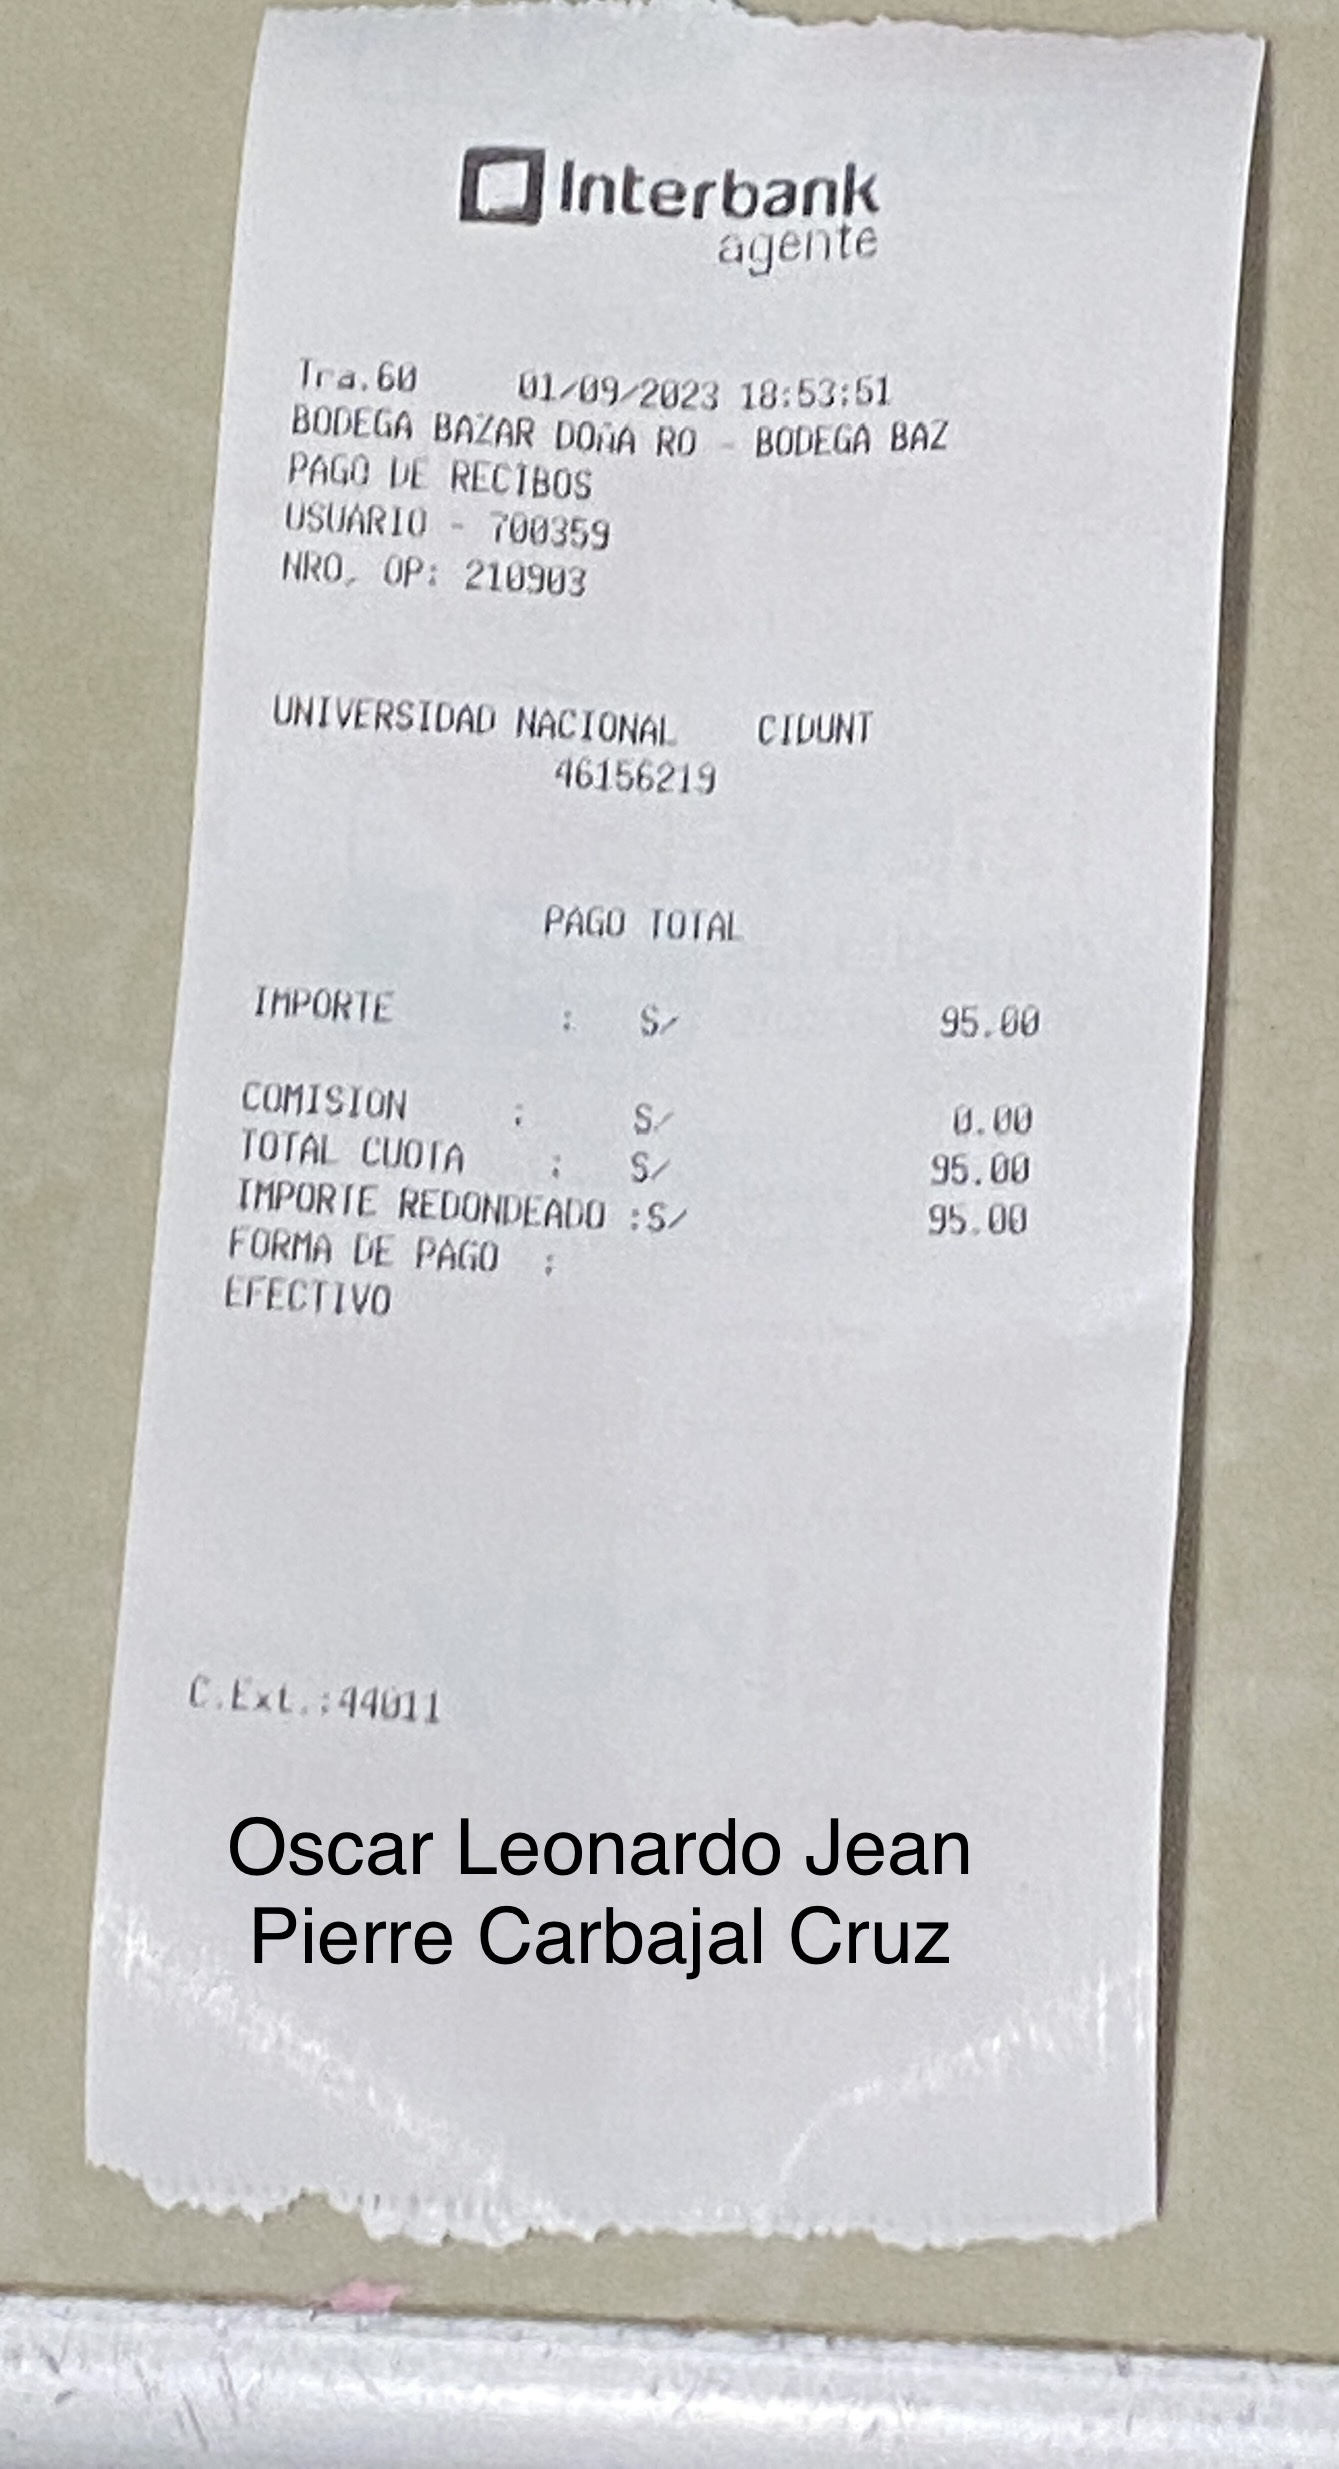 Interbank
agente
Tra.60 01/09/2023 18:53:51
BODEGA BAZAR DOÑA RO - BODEGA BAZ
PAGO DE RECIBOS
USUARIO - 700359
NRO. OP: 210903
UNIVERSIDAD NACIONAL CIDUNT
46156219
PAGO TOTAL
IMPORTE : S/ 95.00
COMISION : S/ 0.00
TOTAL CUOTA : S/ 95.00
IMPORTE REDONDEADO :S/ 95.00
FORMA DE PAGO :
EFECTIVO
C.Ext.:44011
Oscar Leonardo Jean
Pierre Carbajal Cruz